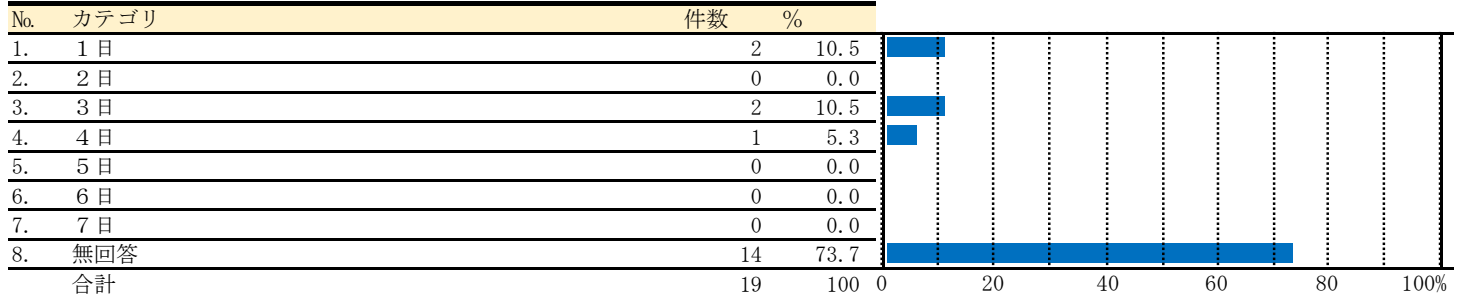 № カテゴリ 件数 %
1. １日 2 10.5
2. ２日 0 0.0
3. ３日 2 10.5
4. ４日 1 5.3
5. ５日 0 0.0
6. ６日 0 0.0
7. ７日 0 0.0
8. 無回答 14 73.7
合計 19 100 0 20 40 60 80 100%